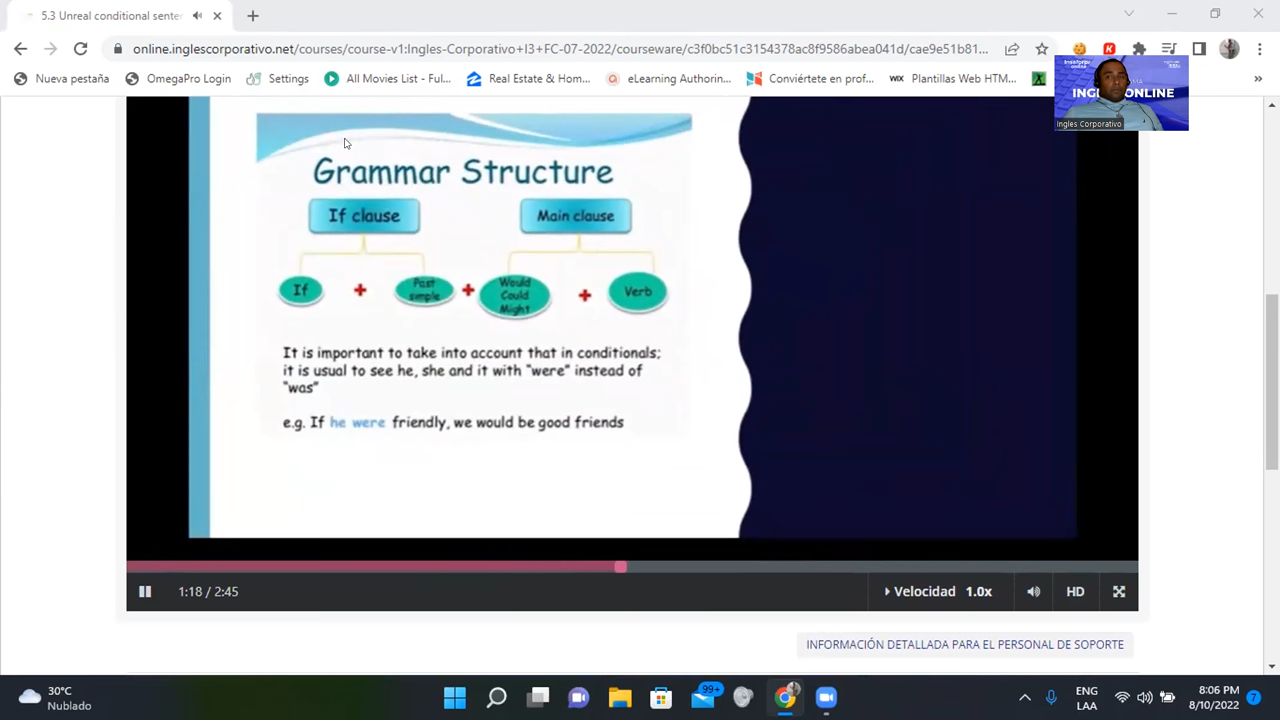 5.3 Unreal conditional senter
online.inglescorporativo.net/courses/course-v1:Ingles-Corporativo+I3+FC-07-2022/courseware/c3f0bc51c3154378ac8f9586abea041d/cae9e51b81...
Nueva pestaña
OmegaPro Login
Settings
All Movies List - Ful...
Real Estate & Hom...
eLearning Authorin...
Conviértete en prof...
WIX Plantillas Web HTM...
»
INGL ONLINE
Ingles Corporativo
Grammar Structure
If clause
Main clause
If + Past simple + Would Could Might + Verb
It is important to take into account that in conditionals;
it is usual to see he, she and it with “were” instead of
“was”
e.g. If he were friendly, we would be good friends
1:18 / 2:45
Velocidad 1.0x
HD
INFORMACIÓN DETALLADA PARA EL PERSONAL DE SOPORTE
30°C
Nublado
99+
ENG
LAA
8:06 PM
8/10/2022
7